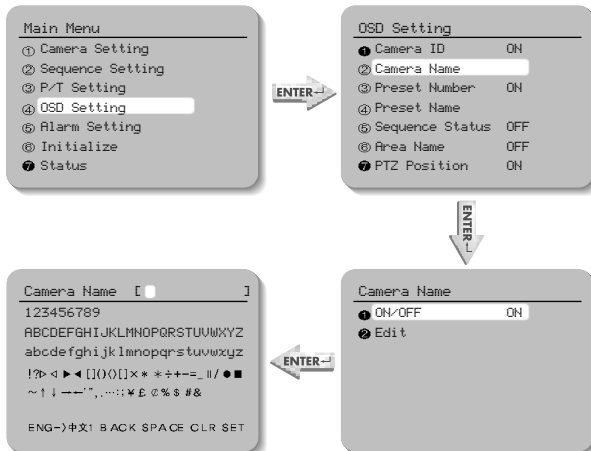 Main Menu
① Camera Setting
② Sequence Setting
③ P/T Setting
④ OSD Setting
⑤ Alarm Setting
⑥ Initialize
❼ Status
ENTER↵
OSD Setting
❶ Camera ID ON
② Camera Name
③ Preset Number ON
④ Preset Name
⑤ Sequence Status OFF
⑥ Area Name OFF
❼ PTZ Position ON
ENTER↵
Camera Name
❶ ON/OFF ON
❷ Edit
ENTER↵
Camera Name [ ]
123456789
ABCDEFGHIJKLMNOPQRSTUVWXYZ
abcdefghijklmnopqrstuvwxyz
!?▷◁▶◀[]()⟨⟩[]×*∗÷+−=_‖/●■
~↑↓→←'",.…:;¥£₡%$#&
ENG->中文1 BACK SPACE CLR SET